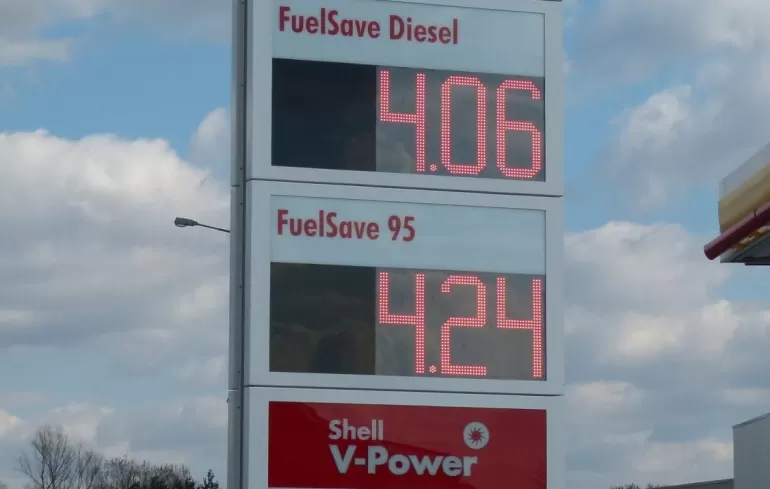 FuelSave Diesel
4.06
FuelSave 95
4.24
Shell
V-Power